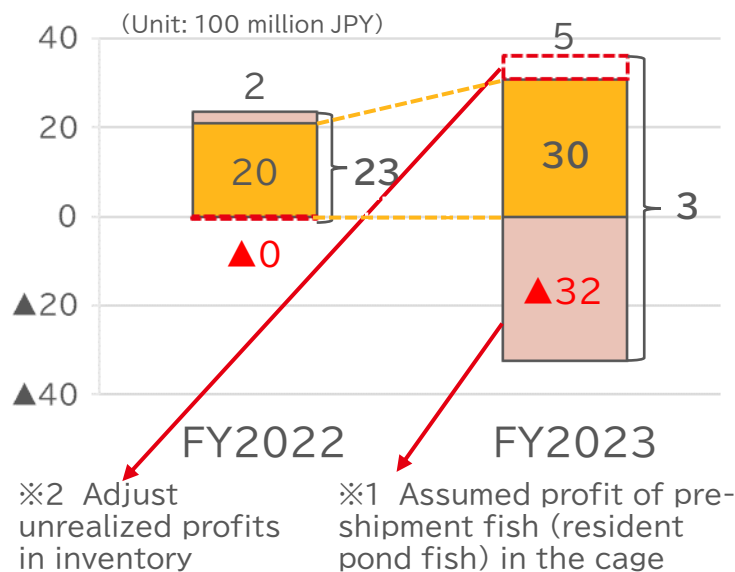 (Unit: 100 million JPY)
40
20
0
▲20
▲40
2
20
23
▲0
5
30
3
▲32
FY2022
FY2023
※2 Adjust
unrealized profits
in inventory
※1 Assumed profit of pre-
shipment fish (resident
pond fish) in the cage